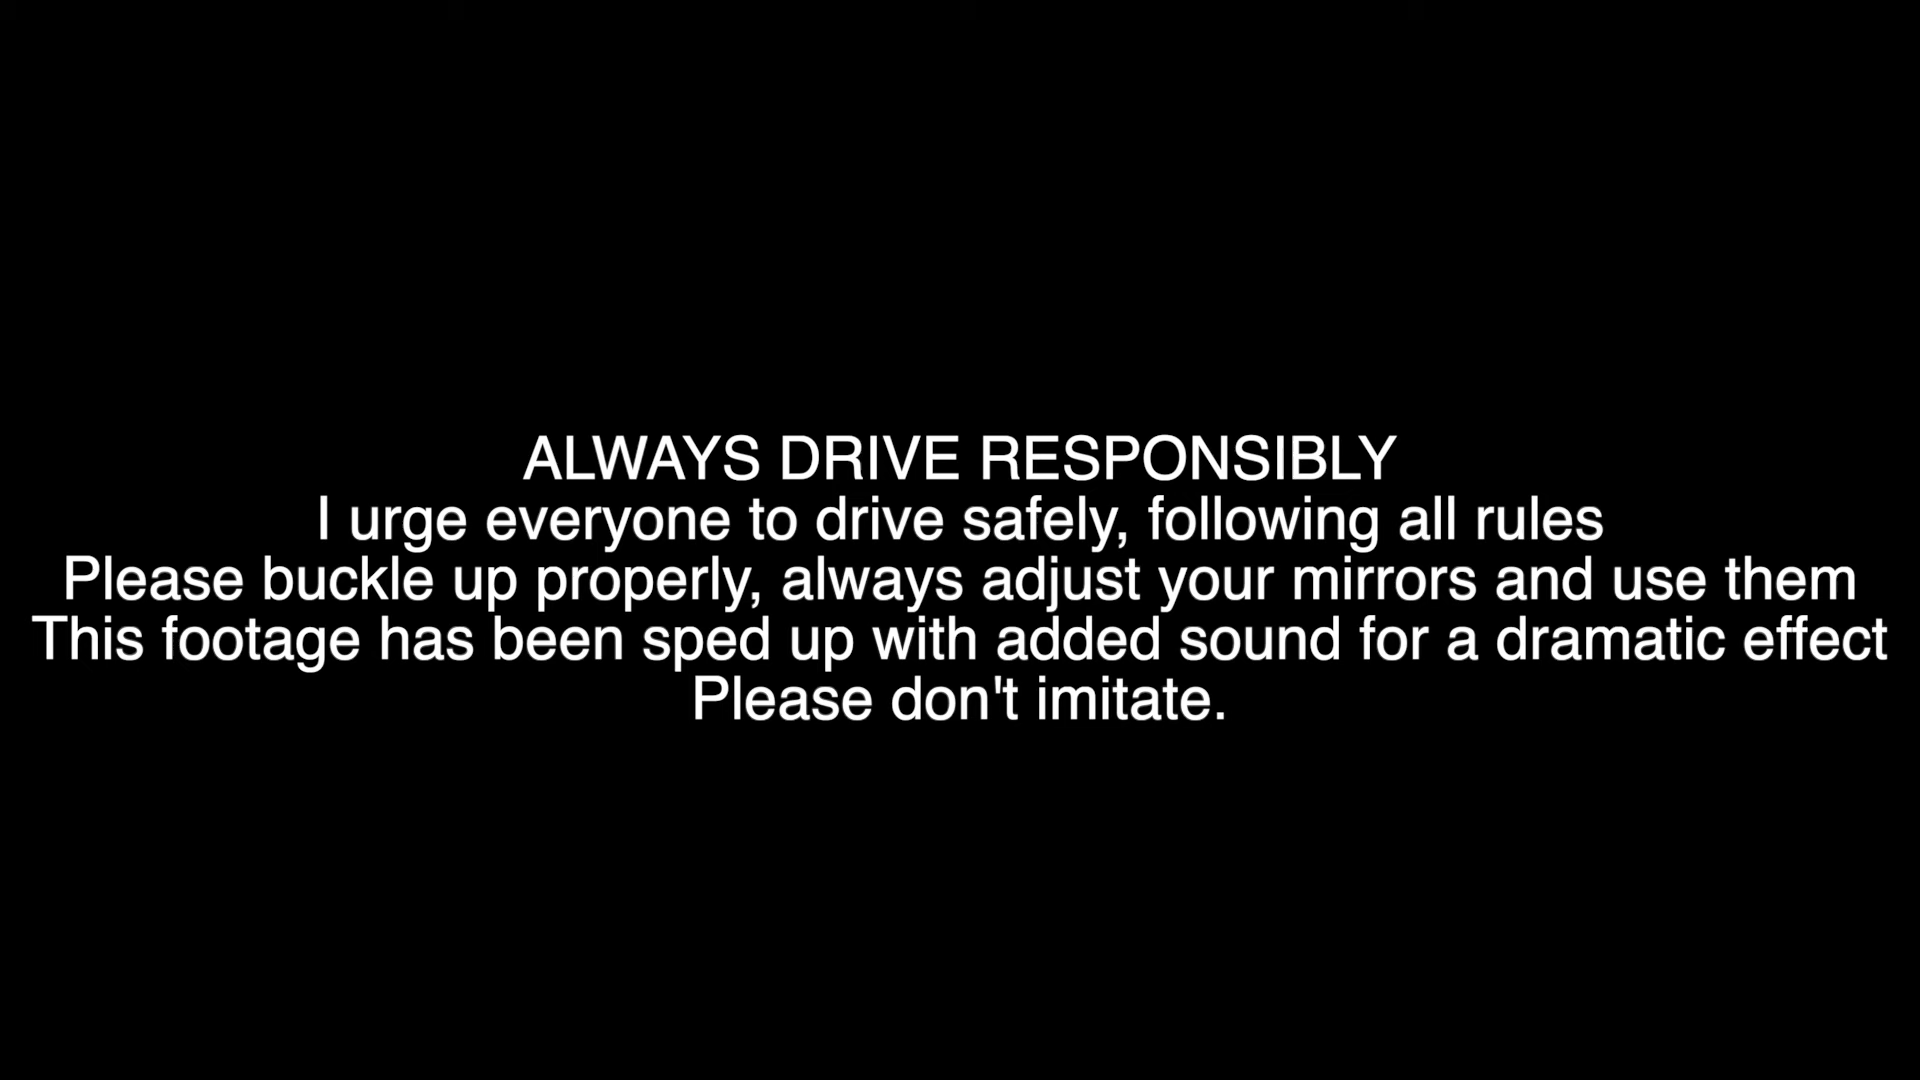 ALWAYS DRIVE RESPONSIBLY
I urge everyone to drive safely, following all rules
Please buckle up properly, always adjust your mirrors and use them
This footage has been sped up with added sound for a dramatic effect
Please don't imitate.